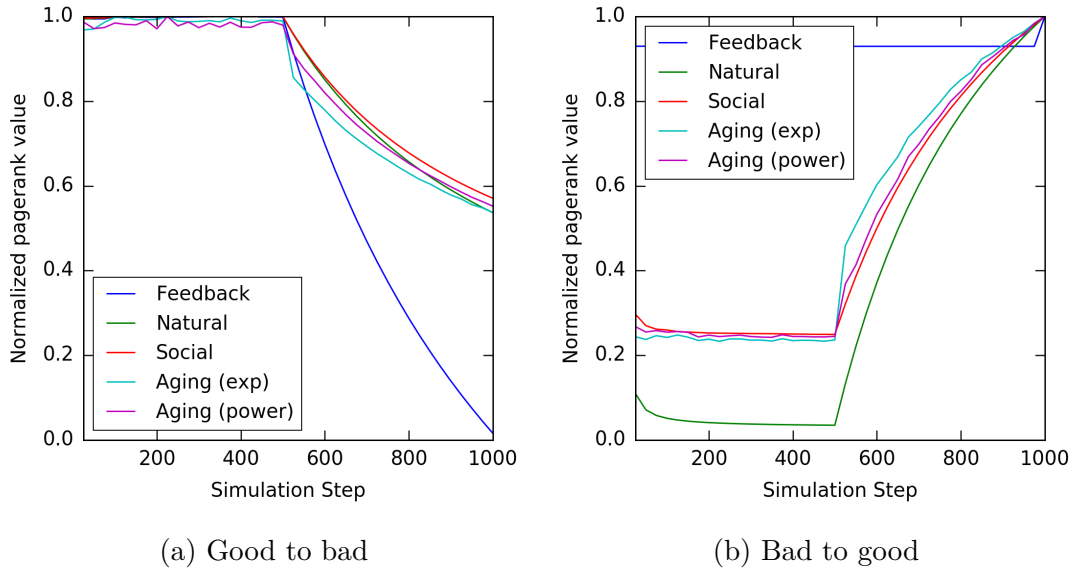 Normalized pagerank value
1.0
0.8
0.6
0.4
0.2
0.0
Feedback
Natural
Social
Aging (exp)
Aging (power)
200 400 600 800 1000
Simulation Step
(a) Good to bad
Normalized pagerank value
1.0
0.8
0.6
0.4
0.2
0.0
Feedback
Natural
Social
Aging (exp)
Aging (power)
200 400 600 800 1000
Simulation Step
(b) Bad to good